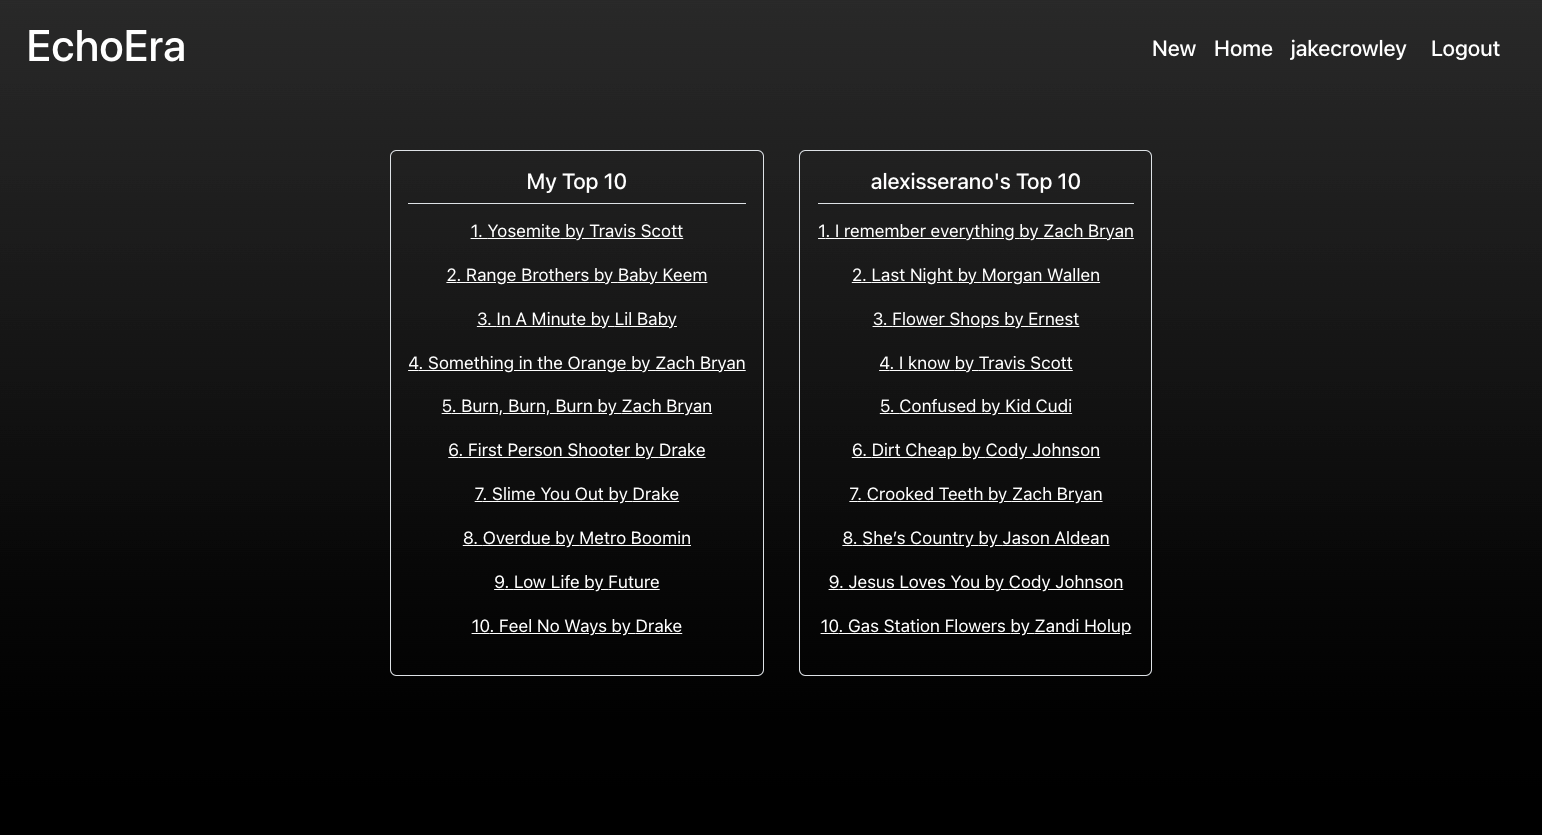 EchoEra
New Home jakecrowley Logout
My Top 10
1. Yosemite by Travis Scott
2. Range Brothers by Baby Keem
3. In A Minute by Lil Baby
4. Something in the Orange by Zach Bryan
5. Burn, Burn, Burn by Zach Bryan
6. First Person Shooter by Drake
7. Slime You Out by Drake
8. Overdue by Metro Boomin
9. Low Life by Future
10. Feel No Ways by Drake
alexisserano's Top 10
1. I remember everything by Zach Bryan
2. Last Night by Morgan Wallen
3. Flower Shops by Ernest
4. I know by Travis Scott
5. Confused by Kid Cudi
6. Dirt Cheap by Cody Johnson
7. Crooked Teeth by Zach Bryan
8. She’s Country by Jason Aldean
9. Jesus Loves You by Cody Johnson
10. Gas Station Flowers by Zandi Holup